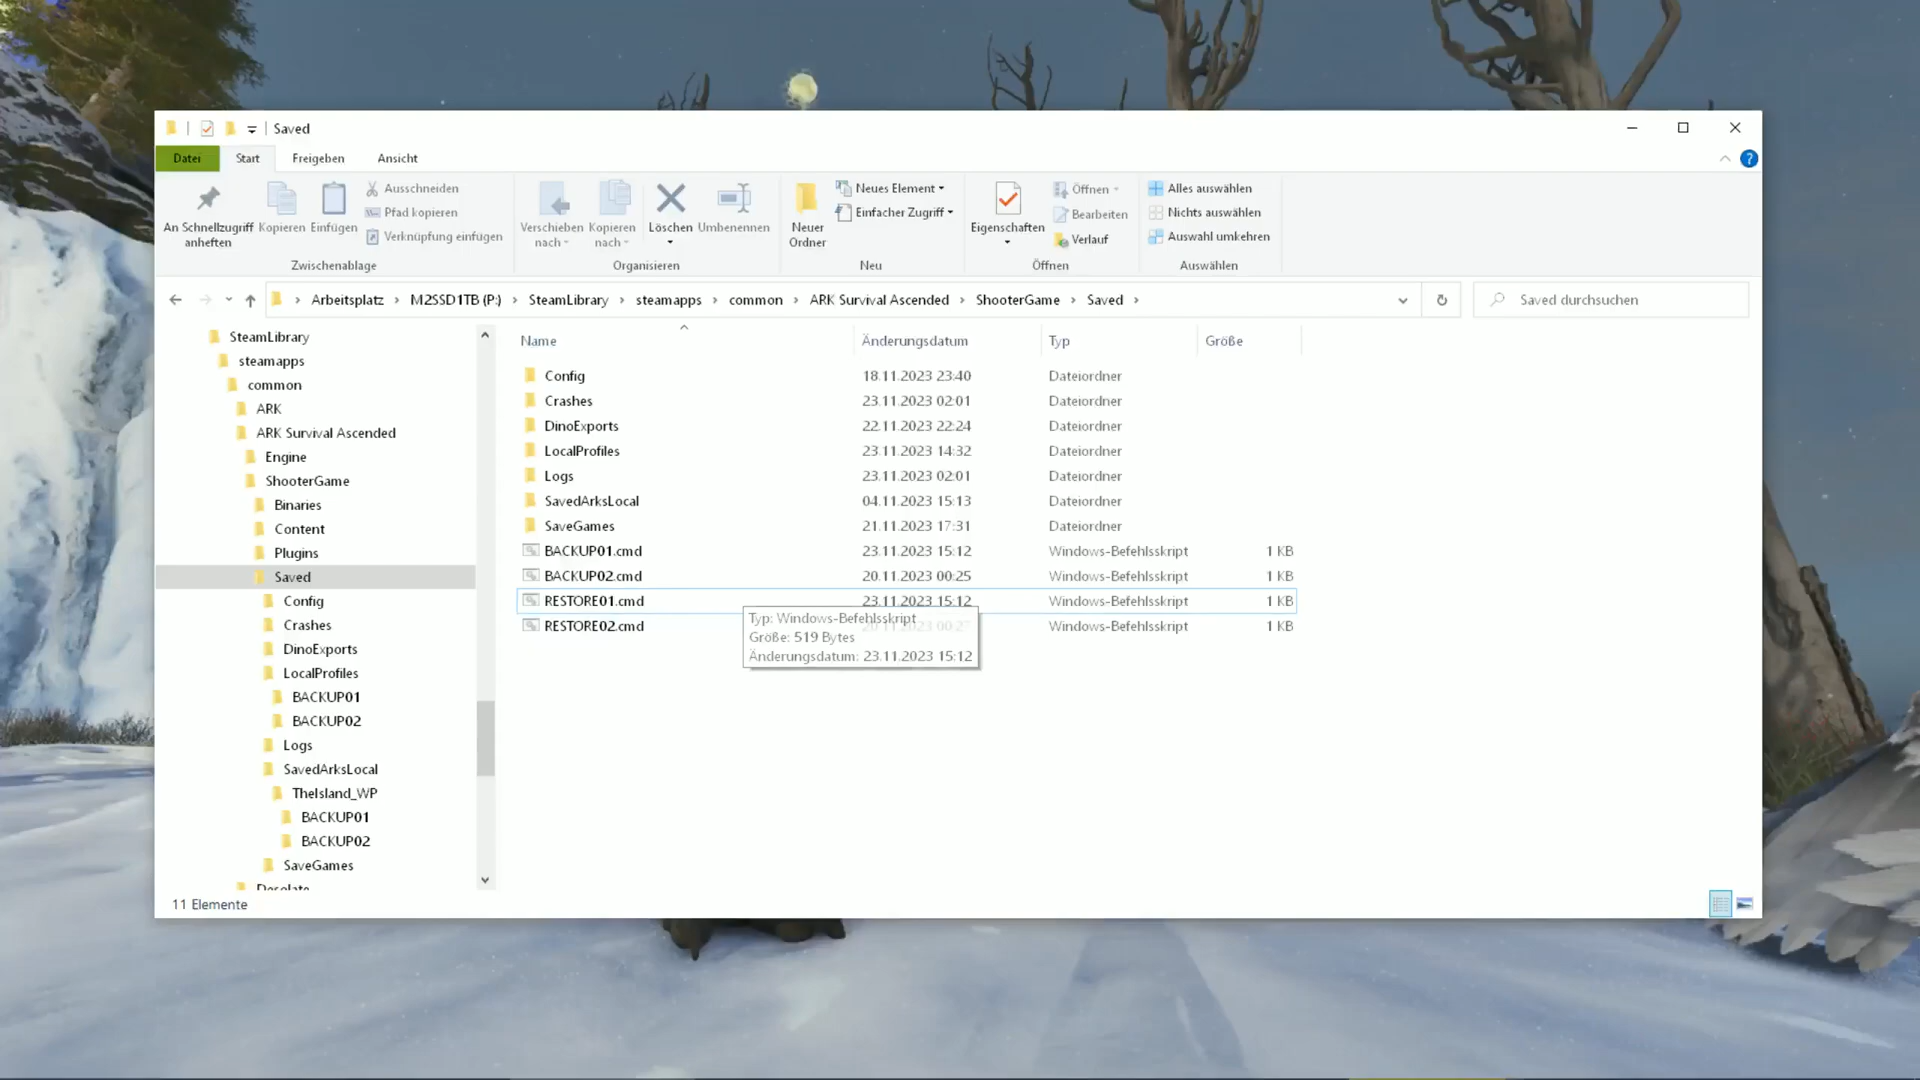 Saved
Datei Start Freigeben Ansicht
An Schnellzugriff anheften
Kopieren
Einfügen
Ausschneiden
Pfad kopieren
Verknüpfung einfügen
Zwischenablage
Verschieben nach
Kopieren nach
Löschen
Umbenennen
Organisieren
Neuer Ordner
Neues Element
Einfacher Zugriff
Neu
Eigenschaften
Öffnen
Bearbeiten
Verlauf
Öffnen
Alles auswählen
Nichts auswählen
Auswahl umkehren
Auswählen
Arbeitsplatz › M2SSD1TB (P:) › SteamLibrary › steamapps › common › ARK Survival Ascended › ShooterGame › Saved ›
Saved durchsuchen
SteamLibrary
steamapps
common
ARK
ARK Survival Ascended
Engine
ShooterGame
Binaries
Content
Plugins
Saved
Config
Crashes
DinoExports
LocalProfiles
BACKUP01
BACKUP02
Logs
SavedArksLocal
TheIsland_WP
BACKUP01
BACKUP02
SaveGames
Desolate
Name Änderungsdatum Typ Größe
Config 18.11.2023 23:40 Dateiordner
Crashes 23.11.2023 02:01 Dateiordner
DinoExports 22.11.2023 22:24 Dateiordner
LocalProfiles 23.11.2023 14:32 Dateiordner
Logs 23.11.2023 02:01 Dateiordner
SavedArksLocal 04.11.2023 15:13 Dateiordner
SaveGames 21.11.2023 17:31 Dateiordner
BACKUP01.cmd 23.11.2023 15:12 Windows-Befehlsskript 1 KB
BACKUP02.cmd 20.11.2023 00:25 Windows-Befehlsskript 1 KB
RESTORE01.cmd 23.11.2023 15:12 Windows-Befehlsskript 1 KB
RESTORE02.cmd 20.11.2023 00:27 Windows-Befehlsskript 1 KB
Typ: Windows-Befehlsskript
Größe: 519 Bytes
Änderungsdatum: 23.11.2023 15:12
11 Elemente